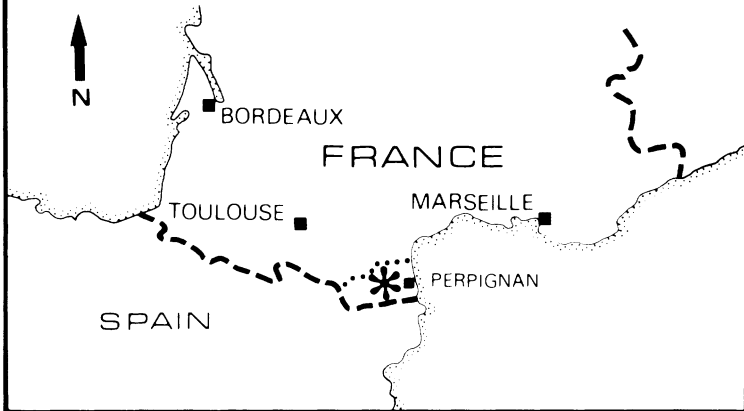 N
BORDEAUX
FRANCE
MARSEILLE
TOULOUSE
PERPIGNAN
SPAIN